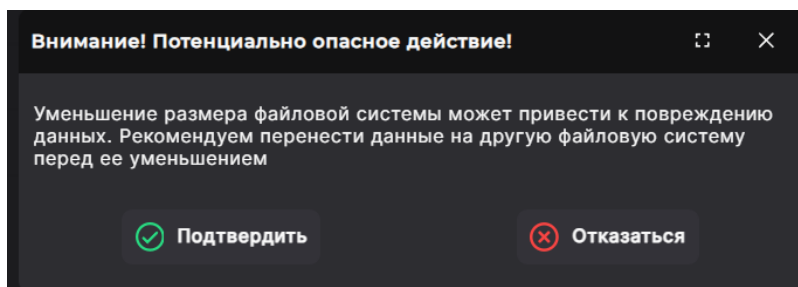 Внимание! Потенциально опасное действие!
Уменьшение размера файловой системы может привести к повреждению
данных. Рекомендуем перенести данные на другую файловую систему
перед ее уменьшением
Подтвердить
Отказаться